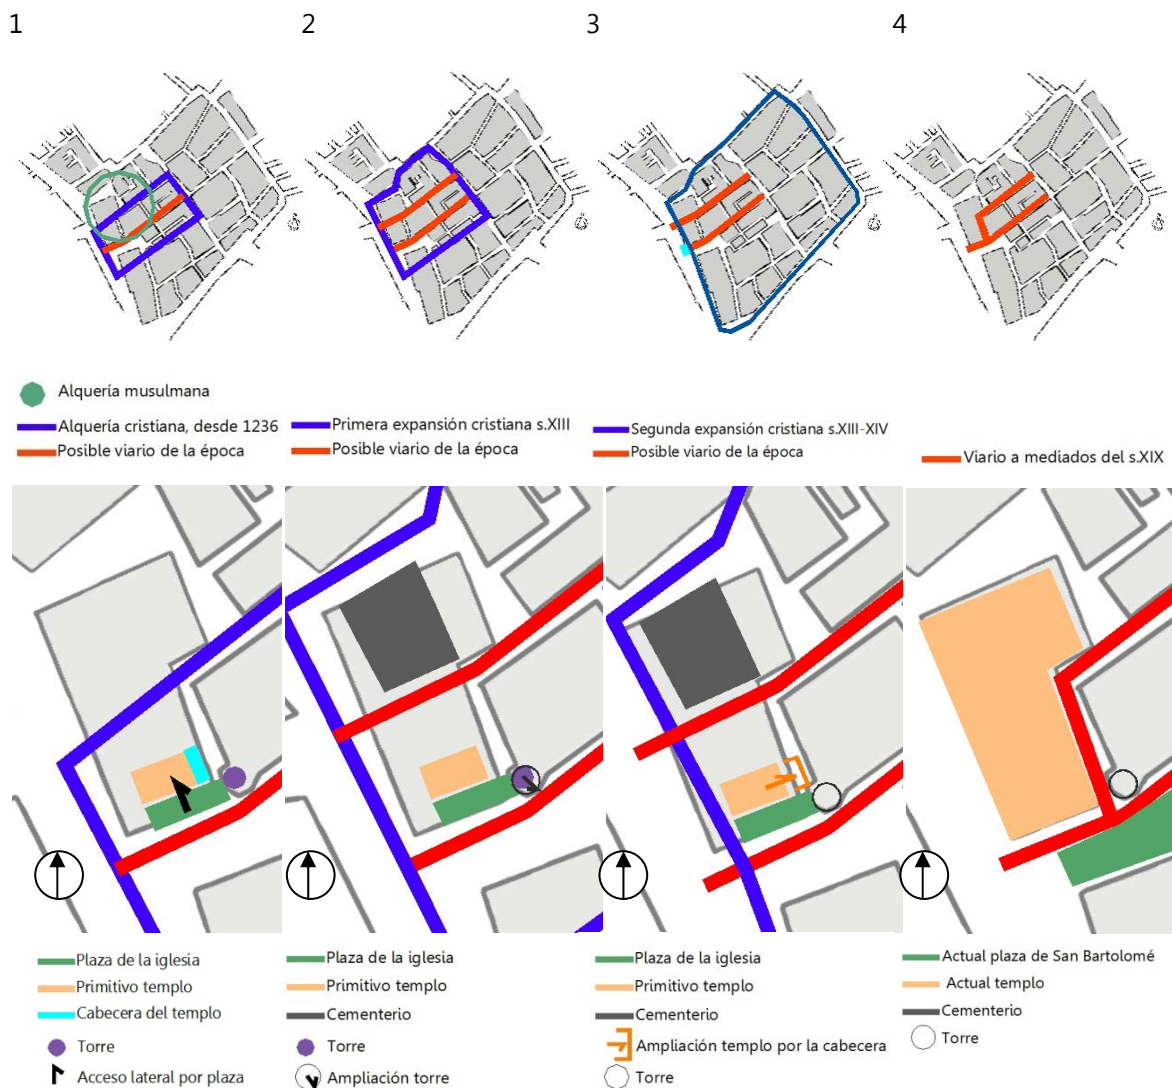 1 2 3 4
Alquería musulmana
Alquería cristiana, desde 1236
Posible viario de la época
Primera expansión cristiana s.XIII
Posible viario de la época
Segunda expansión cristiana s.XIII-XIV
Posible viario de la época
Viario a mediados del s.XIX
Plaza de la iglesia
Primitivo templo
Cabecera del templo
Torre
Acceso lateral por plaza
Plaza de la iglesia
Primitivo templo
Cementerio
Torre
Ampliación torre
Plaza de la iglesia
Primitivo templo
Cementerio
Ampliación templo por la cabecera
Torre
Actual plaza de San Bartolomé
Actual templo
Cementerio
Torre